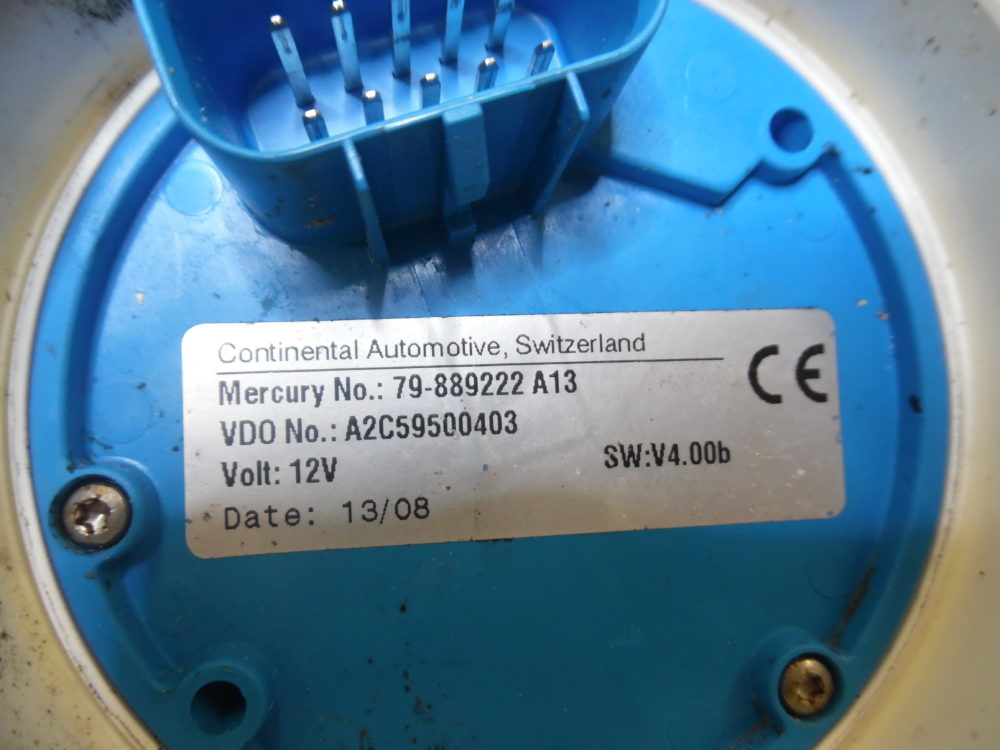 Continental Automotive, Switzerland
Mercury No.: 79-889222 A13
VDO No.: A2C59500403
Volt: 12V
SW:V4.00b
Date: 13/08
CE